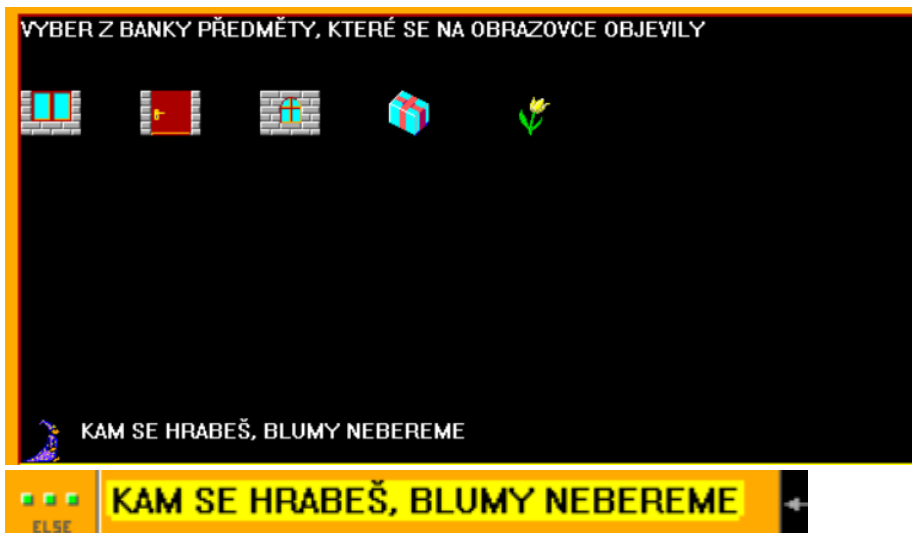 VYBER Z BANKY PŘEDMĚTY, KTERÉ SE NA OBRAZOVCE OBJEVILY
KAM SE HRABEŠ, BLUMY NEBEREME
KAM SE HRABEŠ, BLUMY NEBEREME
ELSE